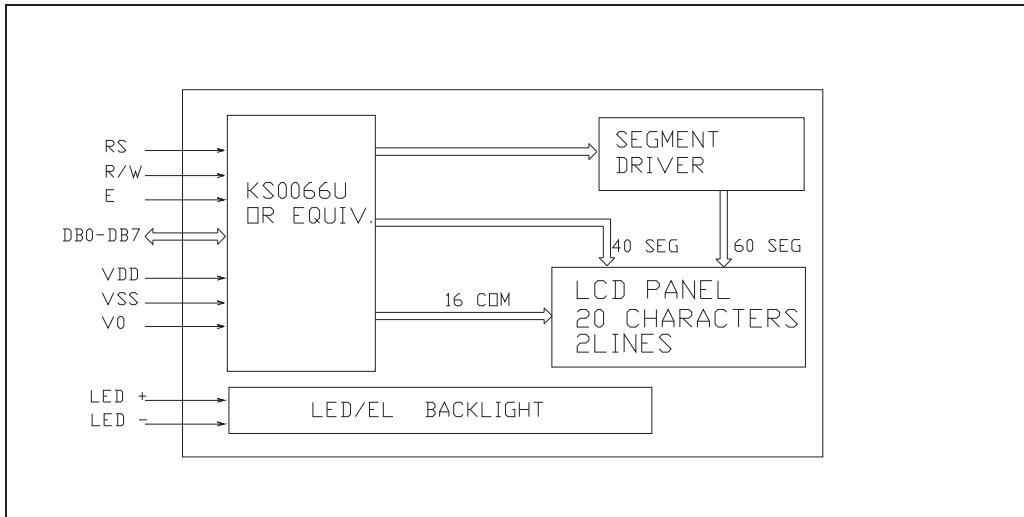 RS
R/W
E
DB0-DB7
VDD
VSS
V0
LED +
LED -
KS0066U
OR EQUIV.
SEGMENT
DRIVER
40 SEG
60 SEG
16 COM
LCD PANEL
20 CHARACTERS
2LINES
LED/EL BACKLIGHT